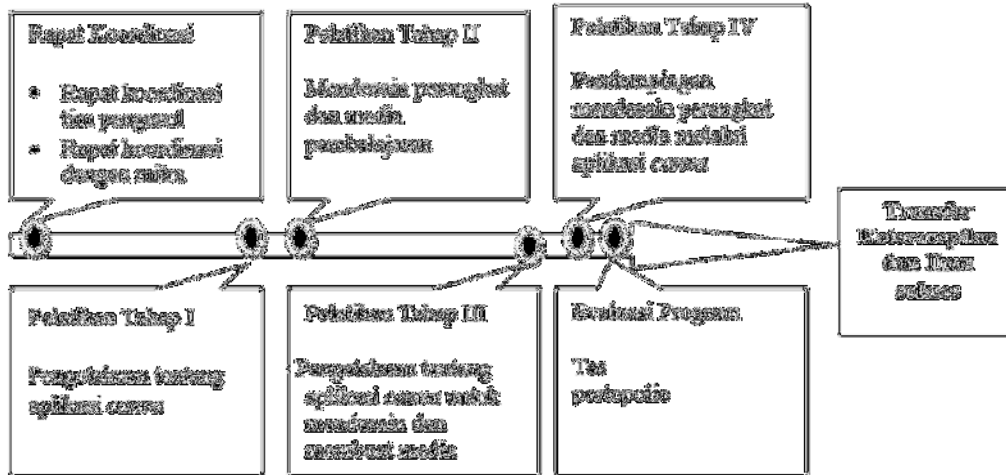 Rapat Koordinasi
• Rapat koordinasi
tim pengusul
• Rapat koordinasi
dengan mitra
Pelatihan Tahap II
Mendesain perangkat
dan media
pembelajaran
Pelatihan Tahap IV
Pendampingan
mendesain perangkat
dan media melalui
aplikasi canva
Transfer
Keterampilan
dan Ilmu
sukses
Pelatihan Tahap I
Pengetahuan tentang
aplikasi canva
Pelatihan Tahap III
Pengetahuan tentang
aplikasi canva untuk
mendesain dan
membuat media
Evaluasi Program
Tes
portopolio